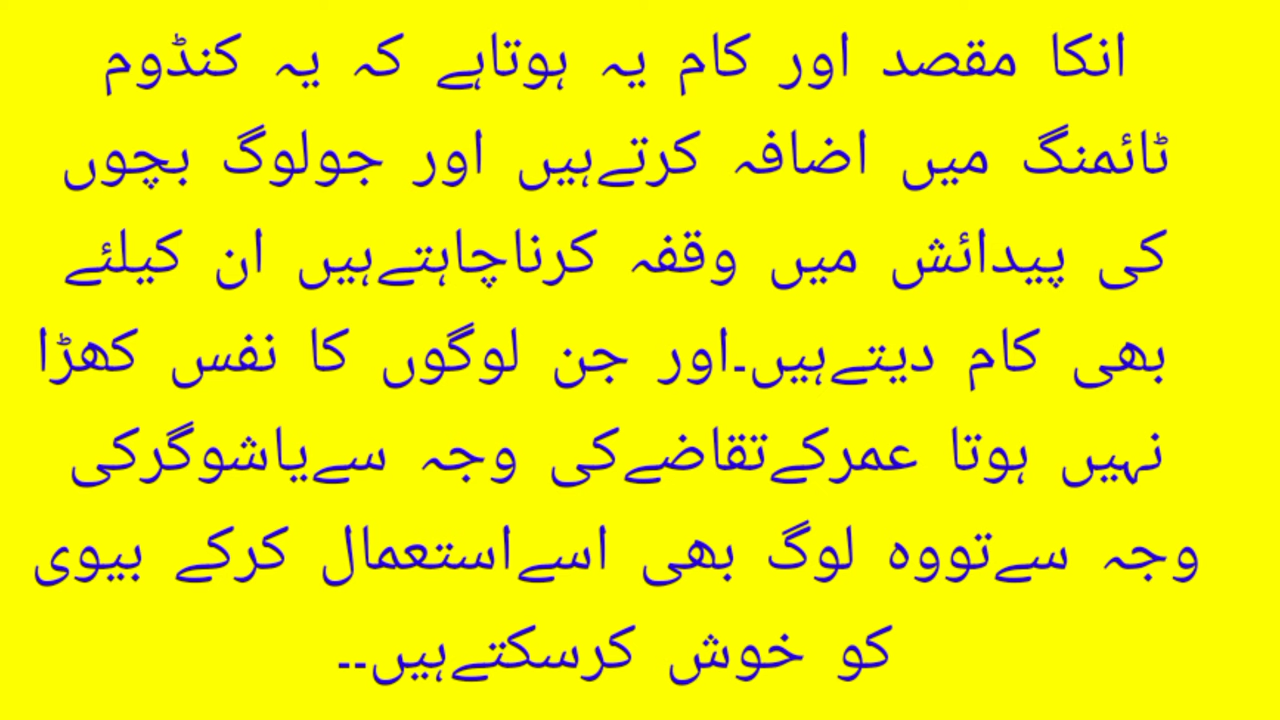 انکا مقصد اور کام یہ ہوتاہے کہ یہ کنڈوم
ٹائمنگ میں اضافہ کرتےہیں اور جولوگ بچوں
کی پیدائش میں وقفہ کرناچاہتےہیں ان کیلئے
بھی کام دیتےہیں۔اور جن لوگوں کا نفس کھڑا
نہیں ہوتا عمرکےتقاضےکی وجہ سےیاشوگرکی
وجہ سےتووہ لوگ بھی اسےاستعمال کرکے بیوی
کو خوش کرسکتےہیں۔۔